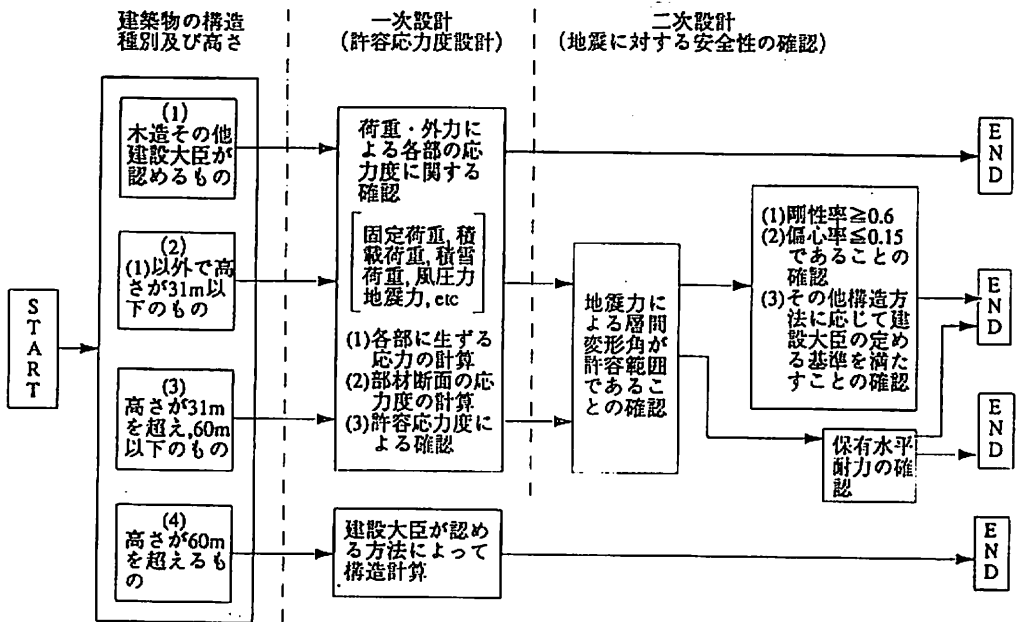 建築物の構造
種別及び高さ
一次設計
(許容応力度設計)
二次設計
(地震に対する安全性の確認)
START
(1)
木造その他
建設大臣が
認めるもの
(2)
(1)以外で高
さが31m以
下のもの
(3)
高さが31m
を超え,60m
以下のもの
(4)
高さが60m
を超えるも
の
荷重・外力に
よる各部の応
力度に関する
確認
固定荷重,積
載荷重,積雪
荷重,風圧力
地震力,etc
(1)各部に生ずる
応力の計算
(2)部材断面の応
力度の計算
(3)許容応力度に
よる確認
建設大臣が認め
る方法によって
構造計算
地震力に
よる層間
変形角が
許容範囲
であるこ
との確認
(1)剛性率≧0.6
(2)偏心率≦0.15
であることの
確認
(3)その他構造方
法に応じて建
設大臣の定め
る基準を満た
すことの確認
保有水平
耐力の確
認
END
END
END
END